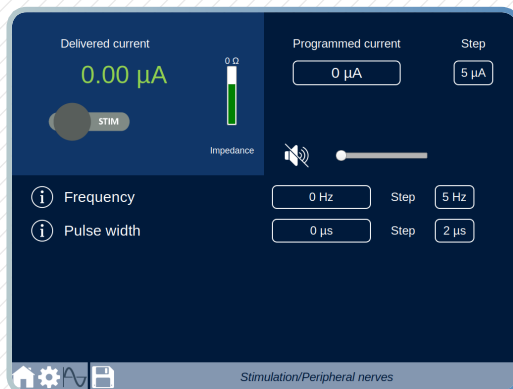 Delivered current
Programmed current
Step
0.00 µA
0 Ω
0 µA
5 µA
STIM
Impedance
i Frequency
0 Hz
Step
5 Hz
i Pulse width
0 µs
Step
2 µs
Stimulation/Peripheral nerves